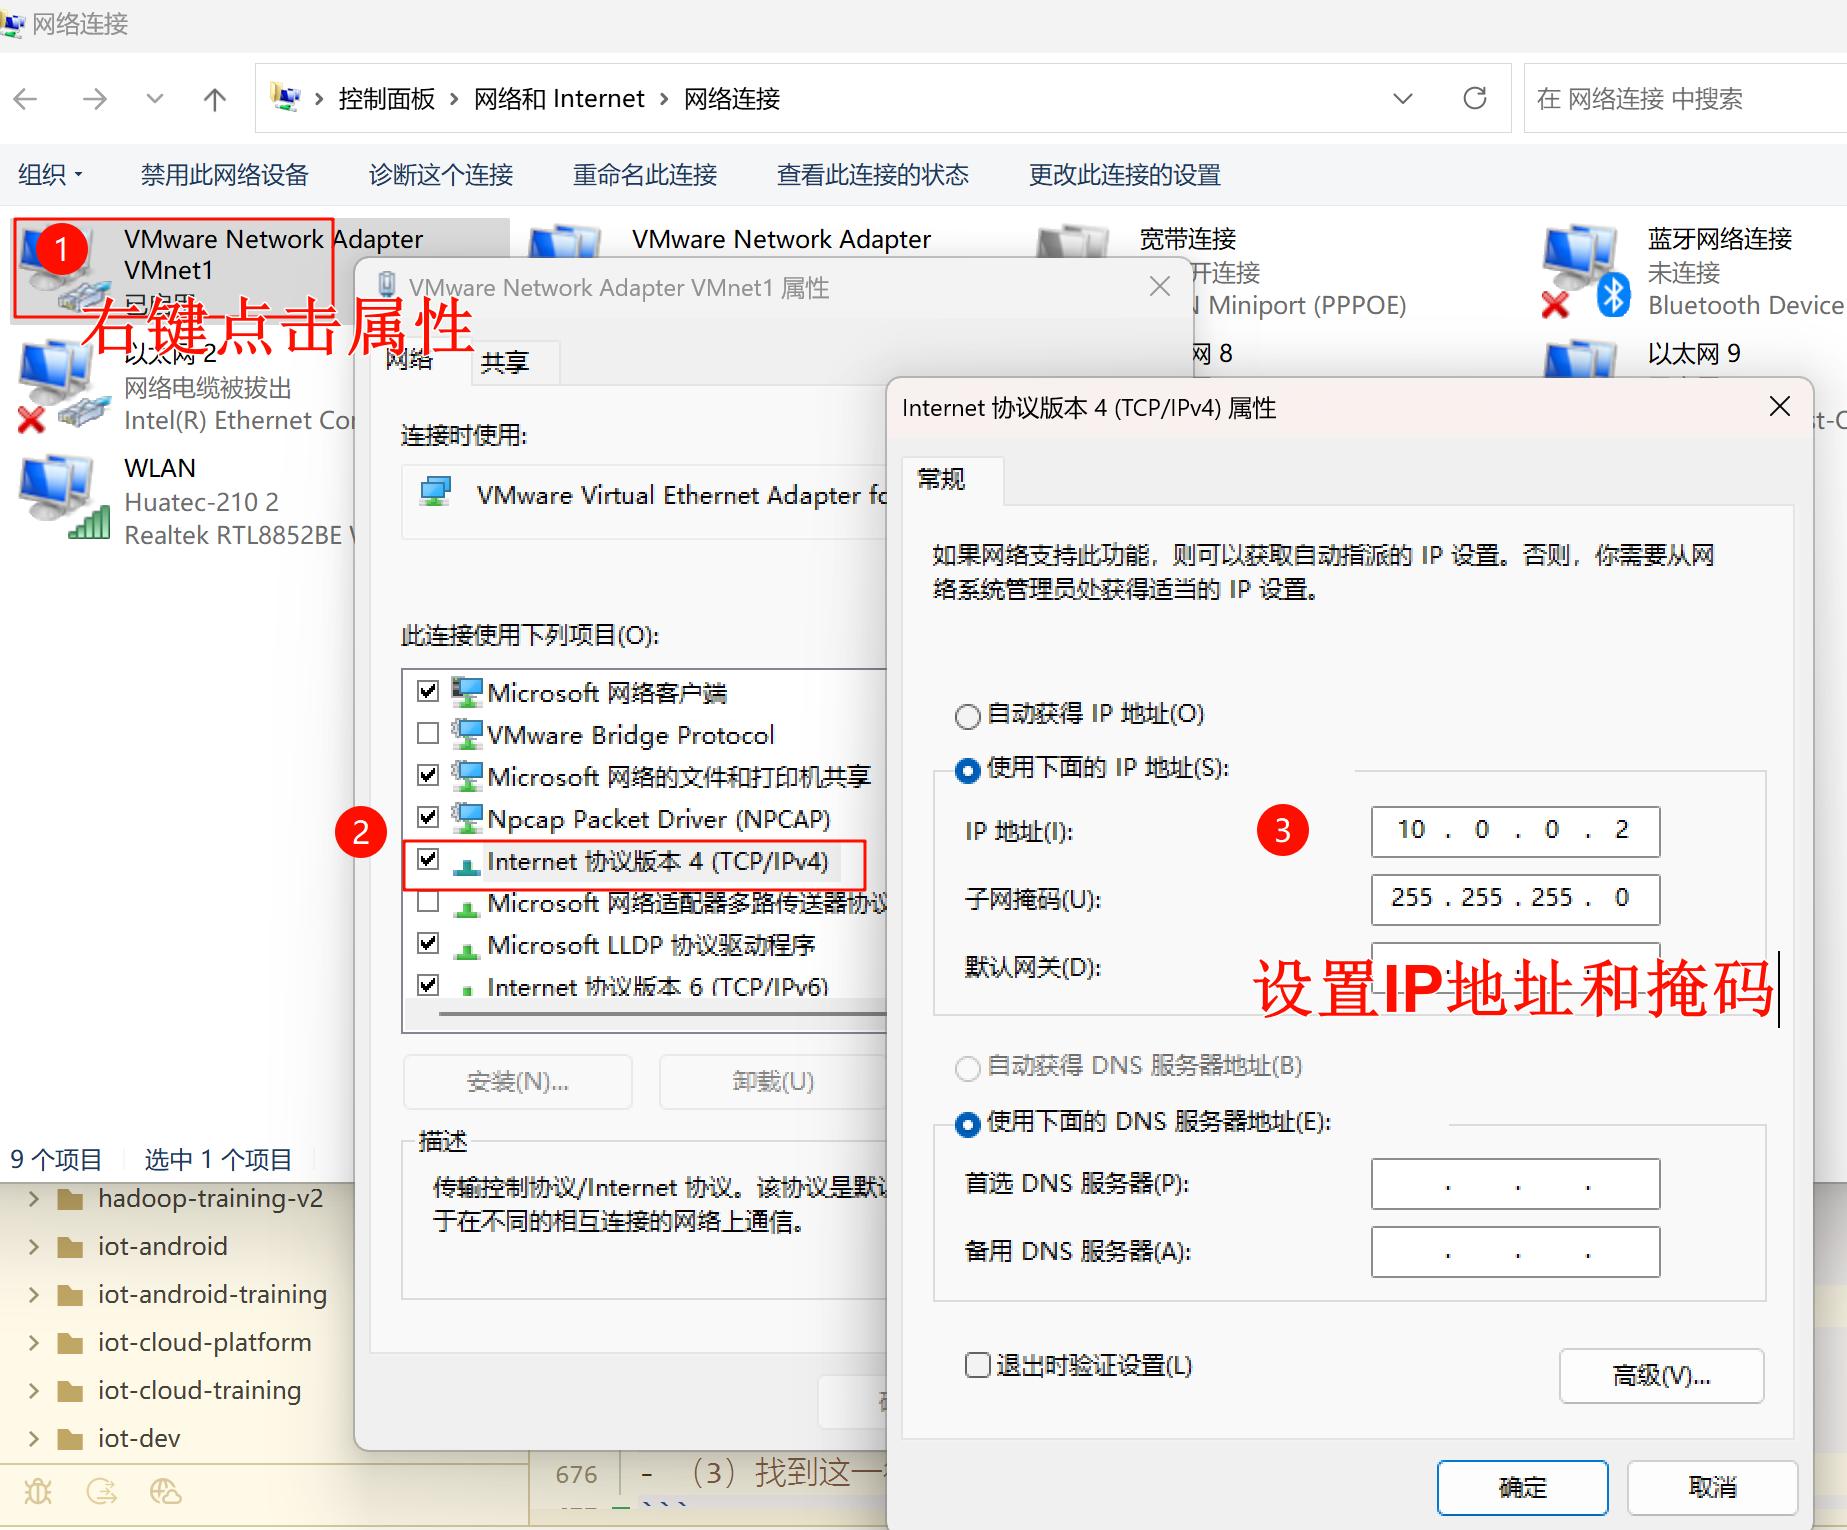 网络连接
控制面板 › 网络和 Internet › 网络连接
在 网络连接 中搜索
组织
禁用此网络设备
诊断这个连接
重命名此连接
查看此连接的状态
更改此连接的设置
1
VMware Network Adapter
VMnet1
右键点击属性
VMware Network Adapter
宽带连接
开连接
Miniport (PPPOE)
蓝牙网络连接
未连接
Bluetooth Device
以太网 2
网络电缆被拔出
Intel(R) Ethernet
网 8
以太网 9
WLAN
Huatec-210 2
Realtek RTL8852BE
9 个项目
选中 1 个项目
VMware Network Adapter VMnet1 属性
网络
共享
连接时使用:
VMware Virtual Ethernet Adapter
此连接使用下列项目(O):
Microsoft 网络客户端
VMware Bridge Protocol
Microsoft 网络的文件和打印机共享
Npcap Packet Driver (NPCAP)
2
Internet 协议版本 4 (TCP/IPv4)
Microsoft 网络适配器多路传送器协议
Microsoft LLDP 协议驱动程序
Internet 协议版本 6 (TCP/IPv6)
安装(N)...
卸载(U)
描述
传输控制协议/Internet 协议。该协议是默认
于在不同的相互连接的网络上通信。
Internet 协议版本 4 (TCP/IPv4) 属性
常规
如果网络支持此功能，则可以获取自动指派的 IP 设置。否则，你需要从网
络系统管理员处获得适当的 IP 设置。
自动获得 IP 地址(O)
使用下面的 IP 地址(S):
IP 地址(I):
3
10 . 0 . 0 . 2
子网掩码(U):
255 . 255 . 255 . 0
默认网关(D):
设置IP地址和掩码
自动获得 DNS 服务器地址(B)
使用下面的 DNS 服务器地址(E):
首选 DNS 服务器(P):
. . .
备用 DNS 服务器(A):
. . .
退出时验证设置(L)
高级(V)...
确定
取消
hadoop-training-v2
iot-android
iot-android-training
iot-cloud-platform
iot-cloud-training
iot-dev
676 - （3）找到这一
```